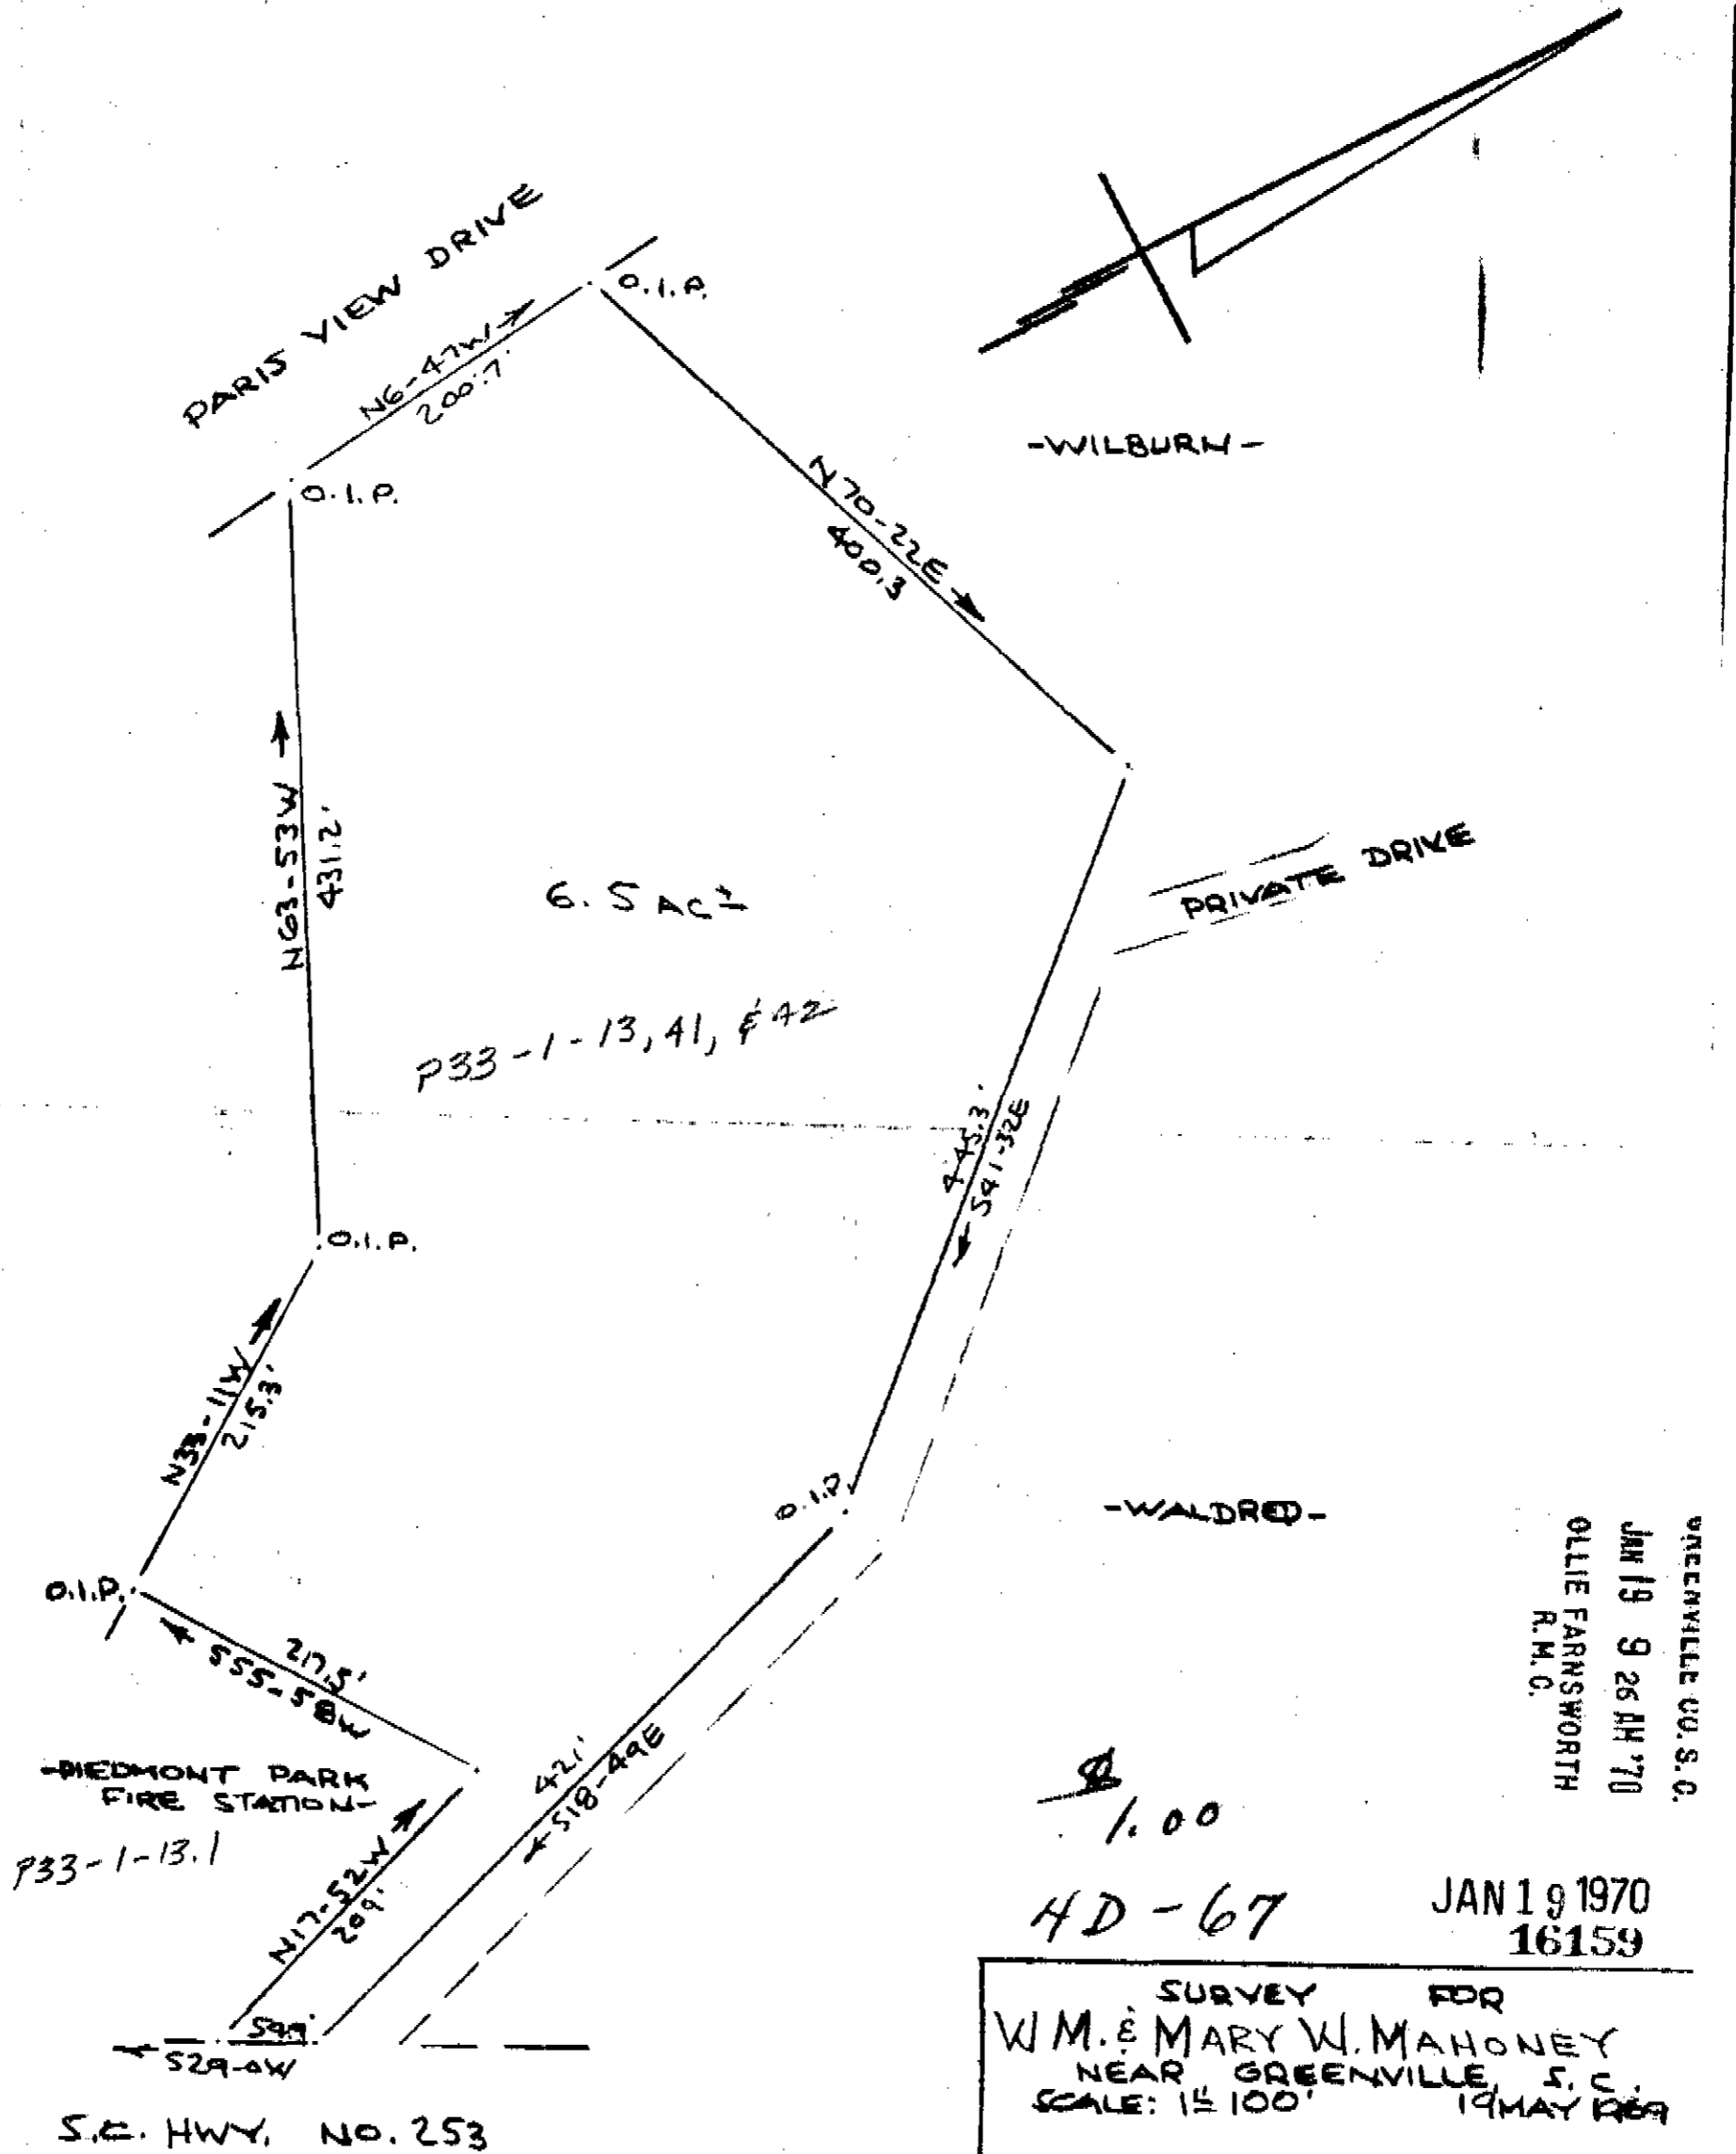 PARIS VIEW DRIVE
O.I.P.
N6-47W
200.7'
O.I.P.
-WILBURN-
N70-22E
400.3
N63-53W
431.2'
6.5 AC±
PRIVATE DRIVE
P33-1-13, 41, & 42
445.3'
S41-32E
O.I.P.
N33-11W
215.3'
O.I.P.
-WALDRED-
O.I.P.
217.5'
S55-58W
-PIEDMONT PARK
FIRE STATION-
P33-1-13.1
421'
S18-49E
N17-52W
209'
S29-0W
S.C. HWY. NO. 253
GREENVILLE CO. S. C.
JAN 19 9 26 AM '70
OLLIE FARNSWORTH
R. M. C.
1.00
4D-67
JAN 19 1970
16159
SURVEY FOR
WM. & MARY W. MAHONEY
NEAR GREENVILLE, S. C.
SCALE: 1"=100' 19 MAY 1969